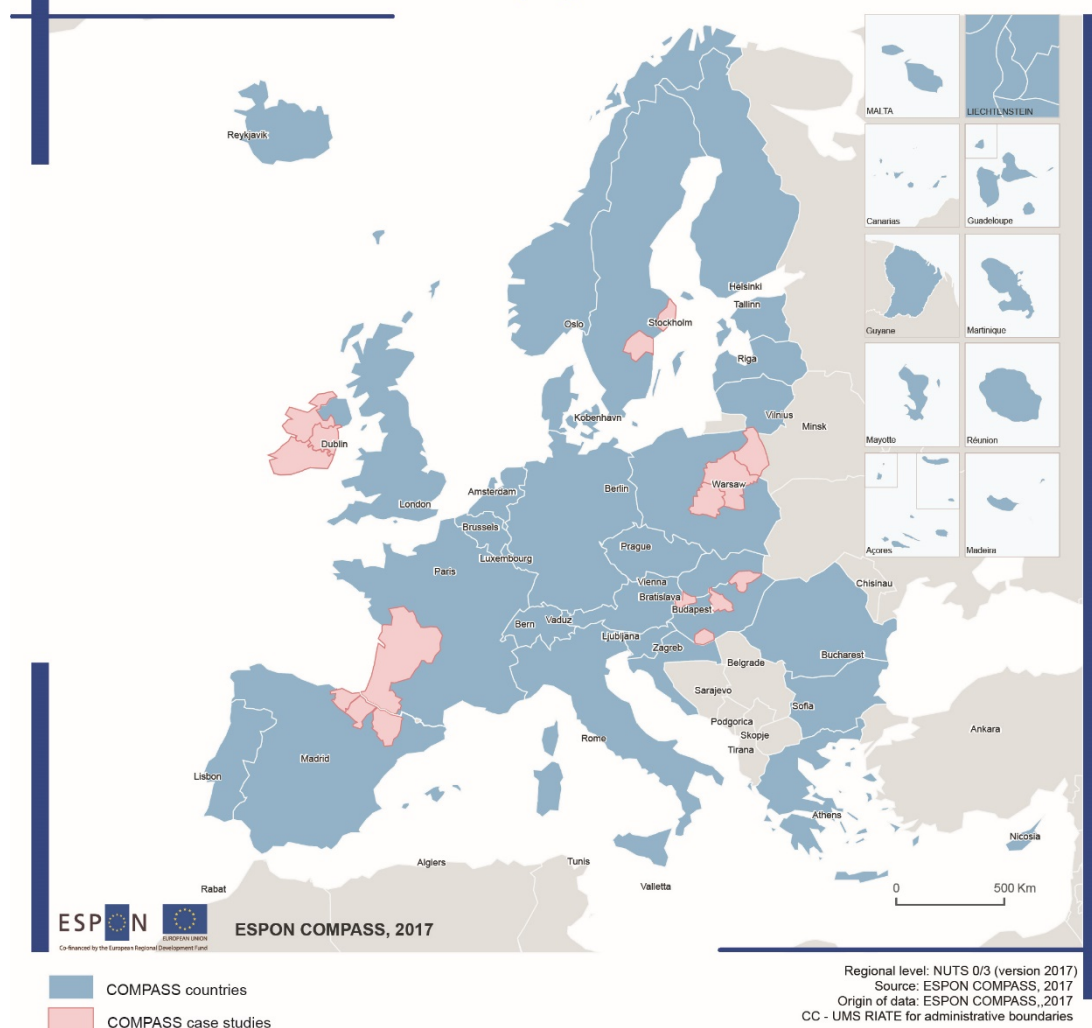 MALTA
LIECHTENSTEIN
Reykjavik
Canarias
Guadeloupe
Helsinki
Tallinn
Oslo
Stockholm
Guyane
Martinique
Riga
Kobenhavn
Vilnius
Minsk
Mayotte
Réunion
Dublin
Amsterdam
Berlin
Warsaw
London
Brussels
Prague
Açores
Madeira
Luxembourg
Paris
Vienna
Chisinau
Bratislava
Budapest
Bern
Vaduz
Ljubljana
Zagreb
Bucharest
Belgrade
Sarajevo
Sofia
Podgorica
Skopje
Ankara
Tirana
Rome
Madrid
Lisbon
Athens
Nicosia
Algiers
Tunis
Rabat
Valletta
0 500 Km
ESPON
EUROPEAN UNION
Co-financed by the European Regional Development Fund
ESPON COMPASS, 2017
COMPASS countries
COMPASS case studies
Regional level: NUTS 0/3 (version 2017)
Source: ESPON COMPASS, 2017
Origin of data: ESPON COMPASS,,2017
CC - UMS RIATE for administrative boundaries